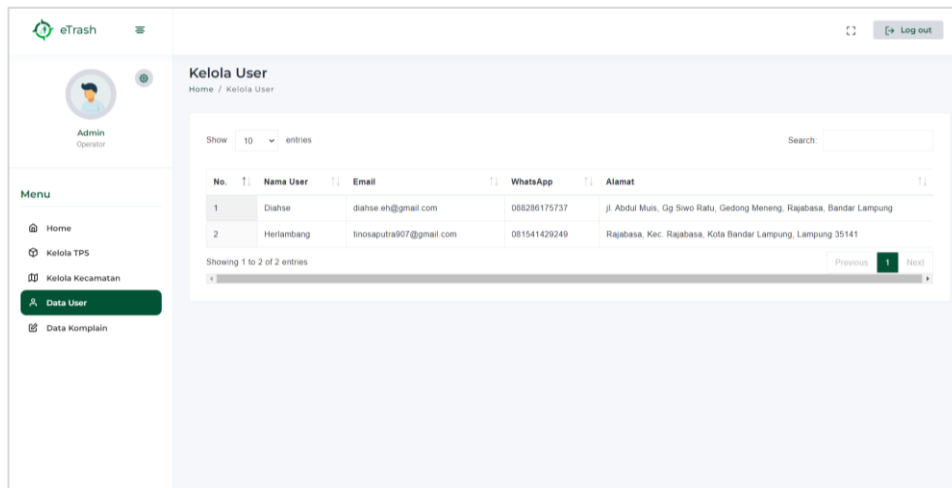 eTrash
Log out
Admin
Operator
Menu
Home
Kelola TPS
Kelola Kecamatan
Data User
Data Komplain
Kelola User
Home / Kelola User
Show 10 entries
Search:
No. Nama User Email WhatsApp Alamat
1 Diahse diahse.eh@gmail.com 088286175737 jl. Abdul Muis, Gg Siwo Ratu, Gedong Meneng, Rajabasa, Bandar Lampung
2 Herlambang tinosaputra907@gmail.com 081541429249 Rajabasa, Kec. Rajabasa, Kota Bandar Lampung, Lampung 35141
Showing 1 to 2 of 2 entries
Previous 1 Next